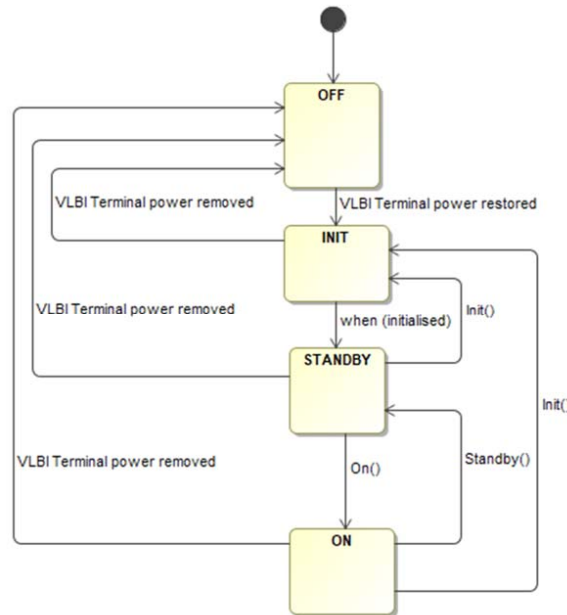 OFF
VLBI Terminal power removed
VLBI Terminal power restored
INIT
VLBI Terminal power removed
when (initialised)
Init()
STANDBY
Init()
VLBI Terminal power removed
On()
Standby()
ON